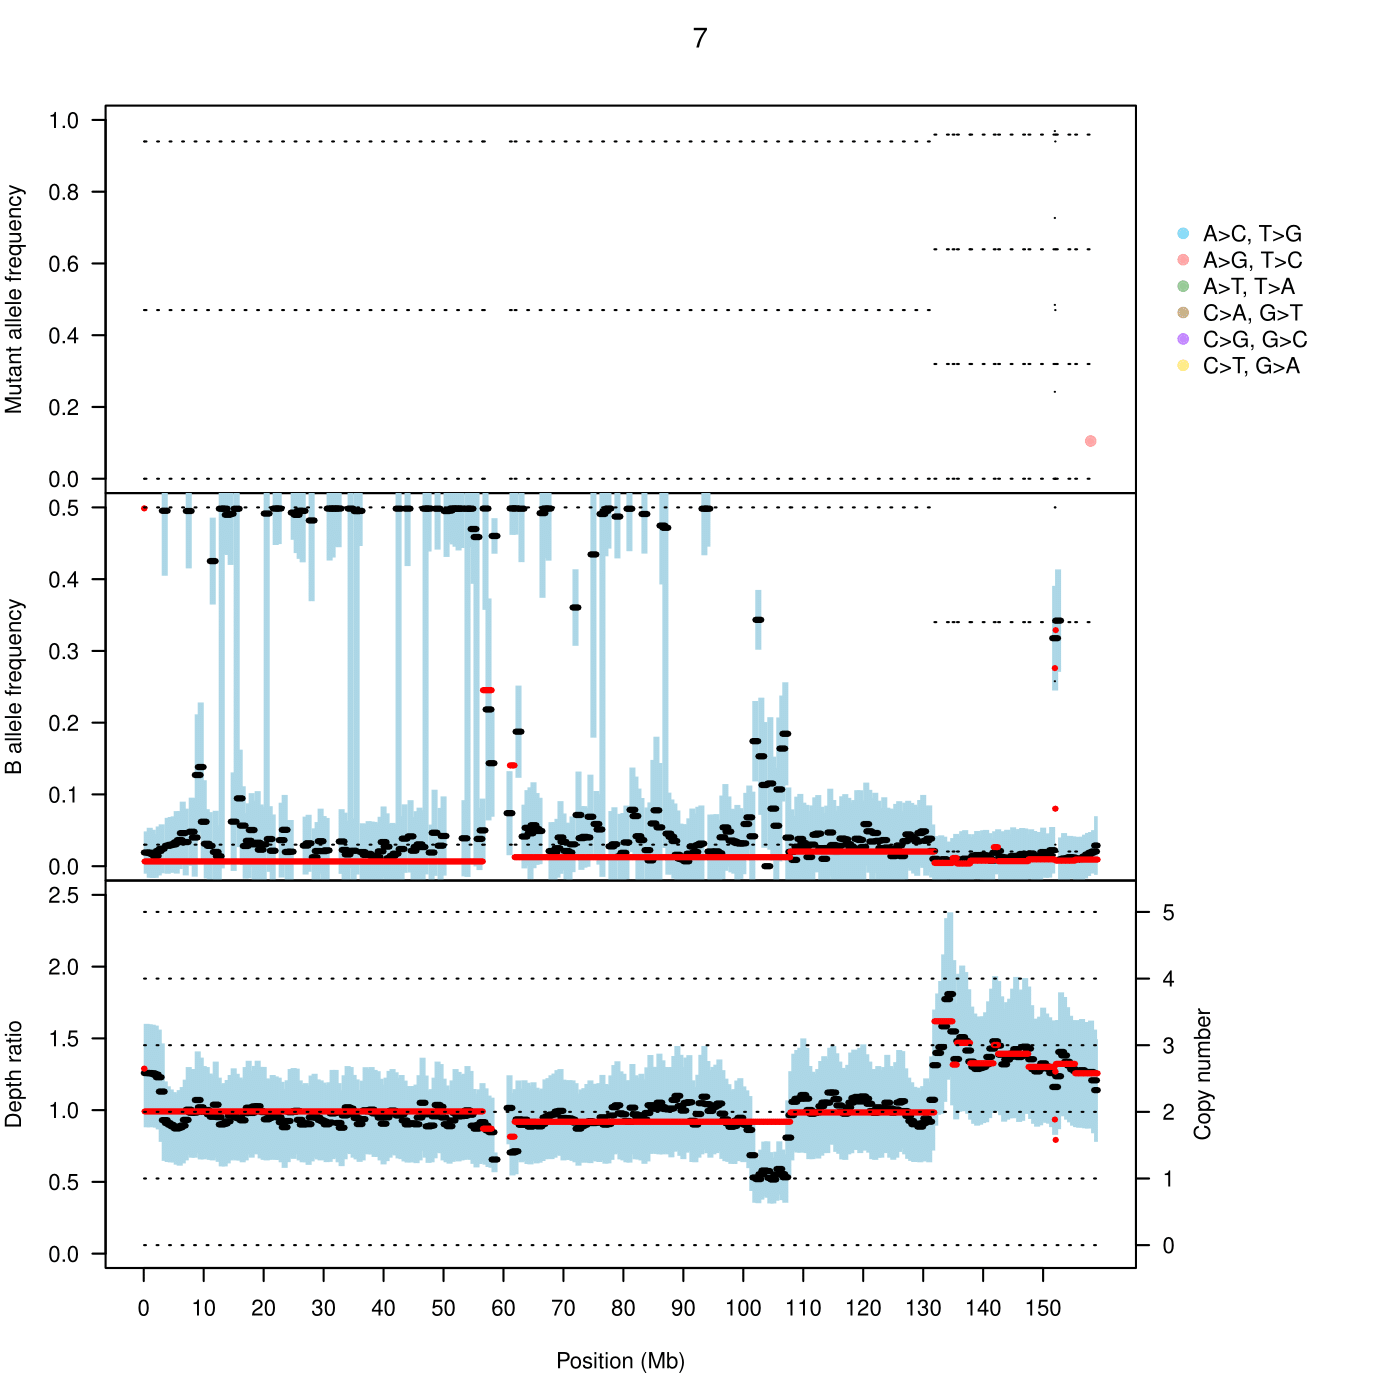 7
Mutant allele frequency
1.0
0.8
0.6
0.4
0.2
0.0
A>C, T>G
A>G, T>C
A>T, T>A
C>A, G>T
C>G, G>C
C>T, G>A
B allele frequency
0.5
0.4
0.3
0.2
0.1
0.0
Depth ratio
2.5
2.0
1.5
1.0
0.5
0.0
5
4
3
2
1
0
Copy number
0 10 20 30 40 50 60 70 80 90 100 110 120 130 140 150
Position (Mb)